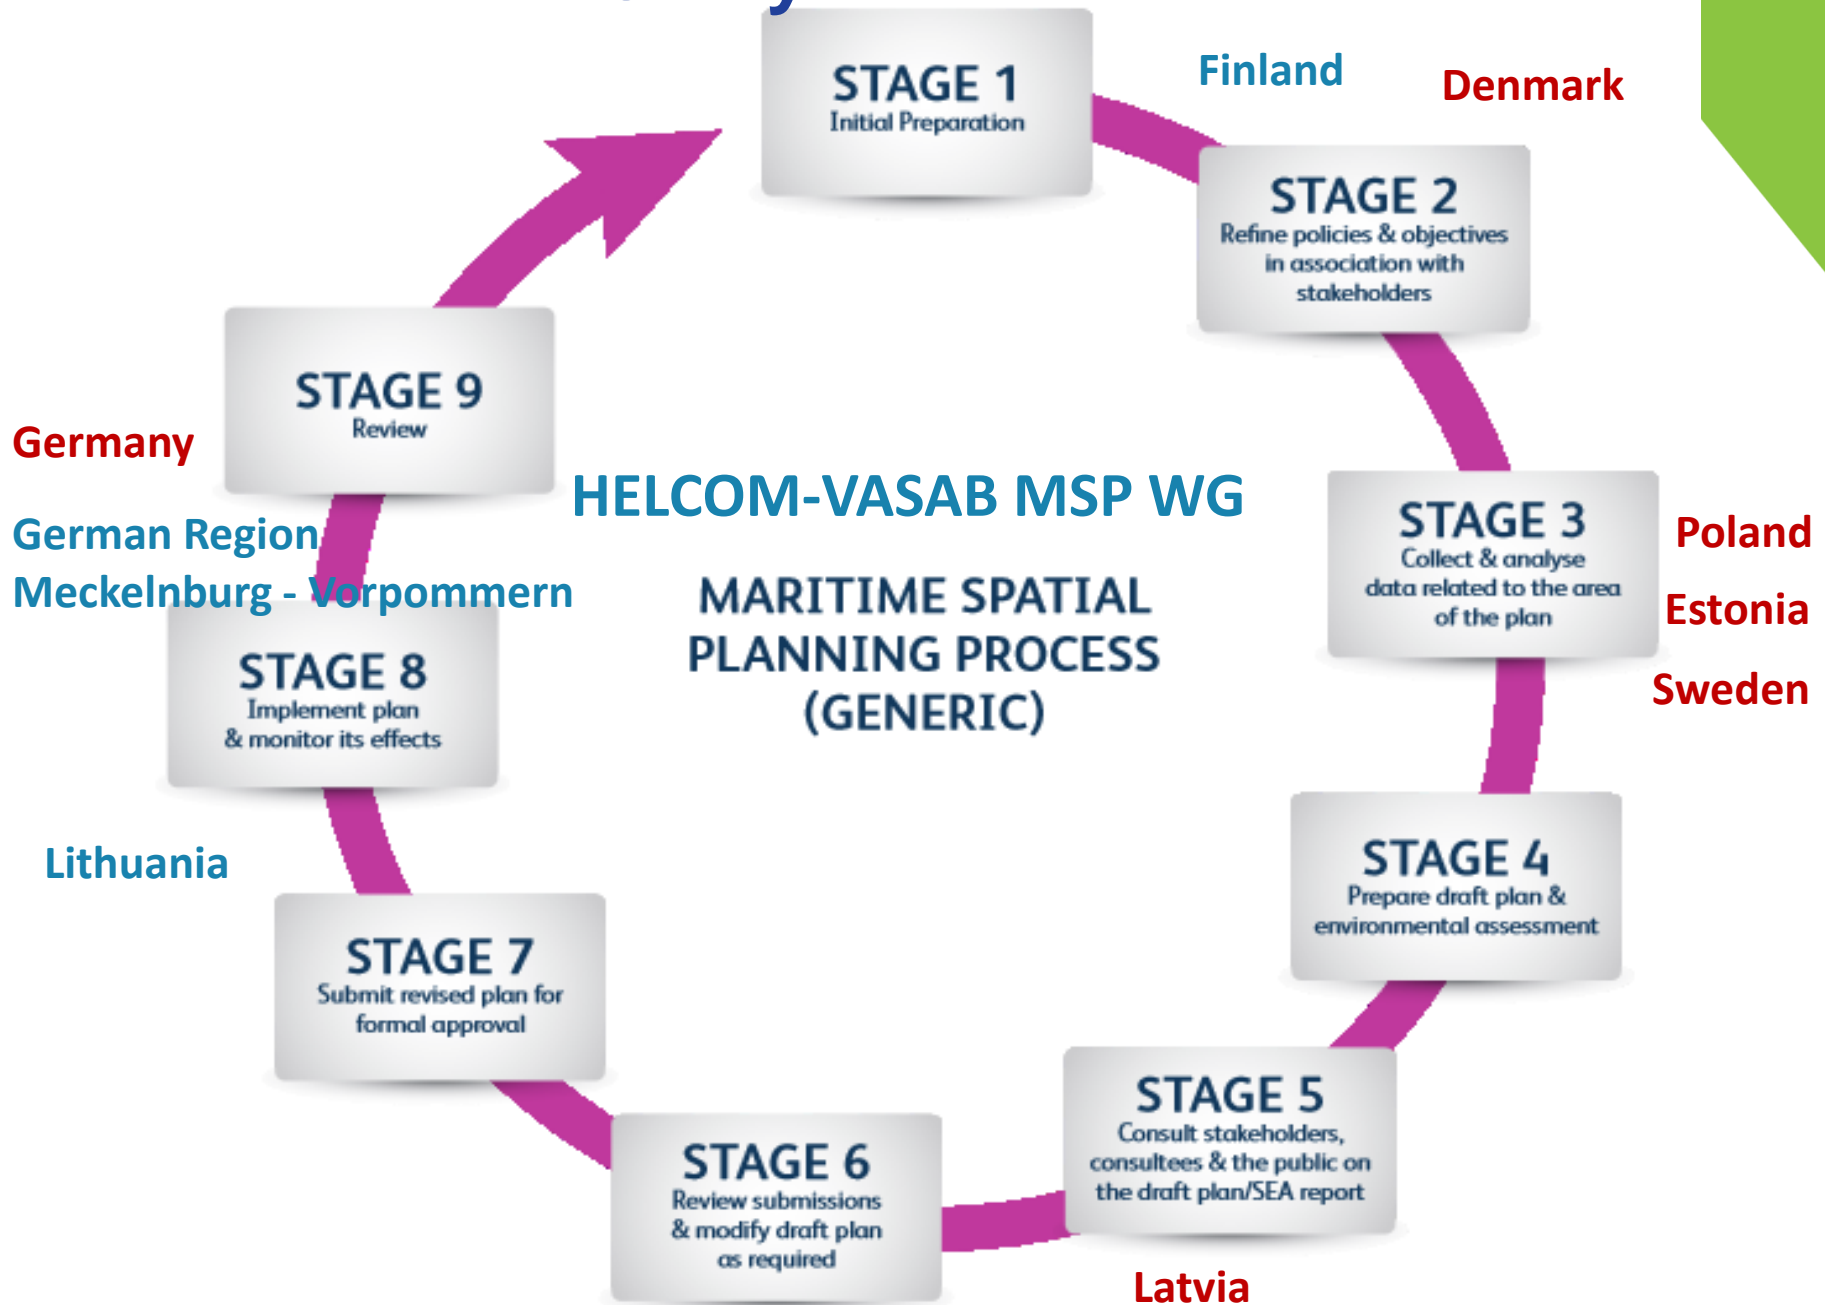 STAGE 1
Initial Preparation
Finland
Denmark
STAGE 2
Refine policies & objectives
in association with
stakeholders
STAGE 3
Collect & analyse
data related to the area
of the plan
Poland
Estonia
Sweden
STAGE 4
Prepare draft plan &
environmental assessment
STAGE 5
Consult stakeholders,
consultees & the public on
the draft plan/SEA report
Latvia
STAGE 6
Review submissions
& modify draft plan
as required
STAGE 7
Submit revised plan for
formal approval
Lithuania
STAGE 8
Implement plan
& monitor its effects
German Region
Meckelnburg - Vorpommern
Germany
STAGE 9
Review
HELCOM-VASAB MSP WG
MARITIME SPATIAL
PLANNING PROCESS
(GENERIC)